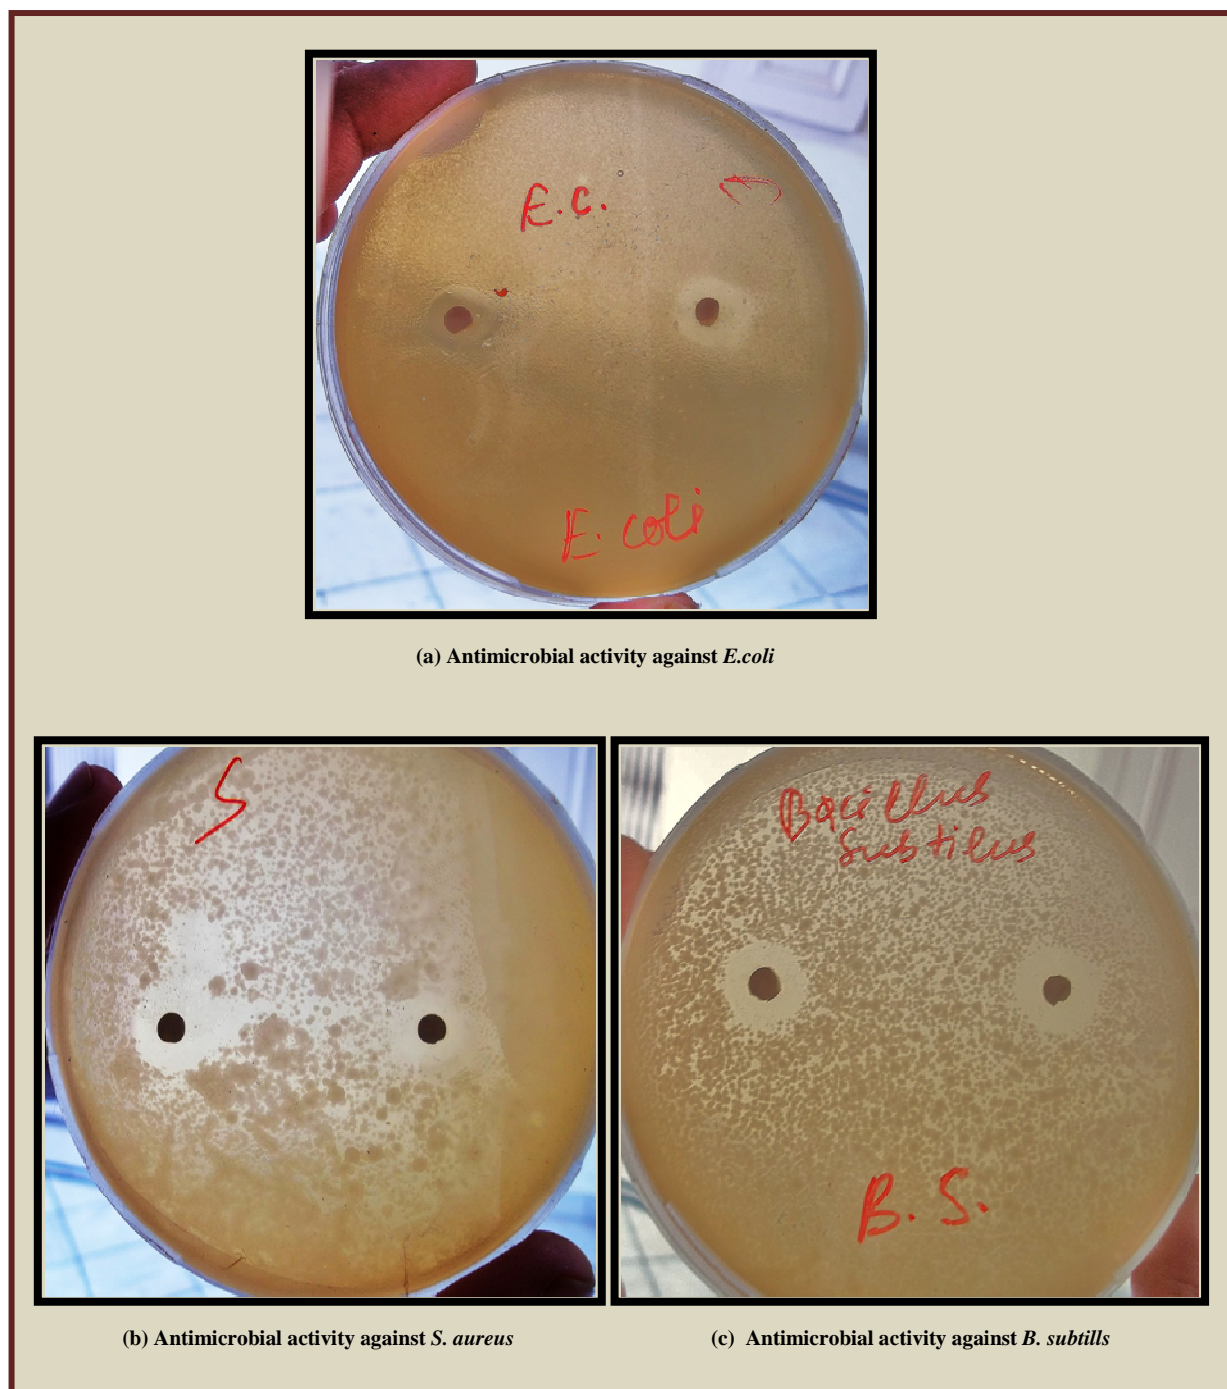 E.C.
E. coli
(a) Antimicrobial activity against E.coli
S
Bacillus
Subtilus
B. S.
(b) Antimicrobial activity against S. aureus
(c) Antimicrobial activity against B. subtills